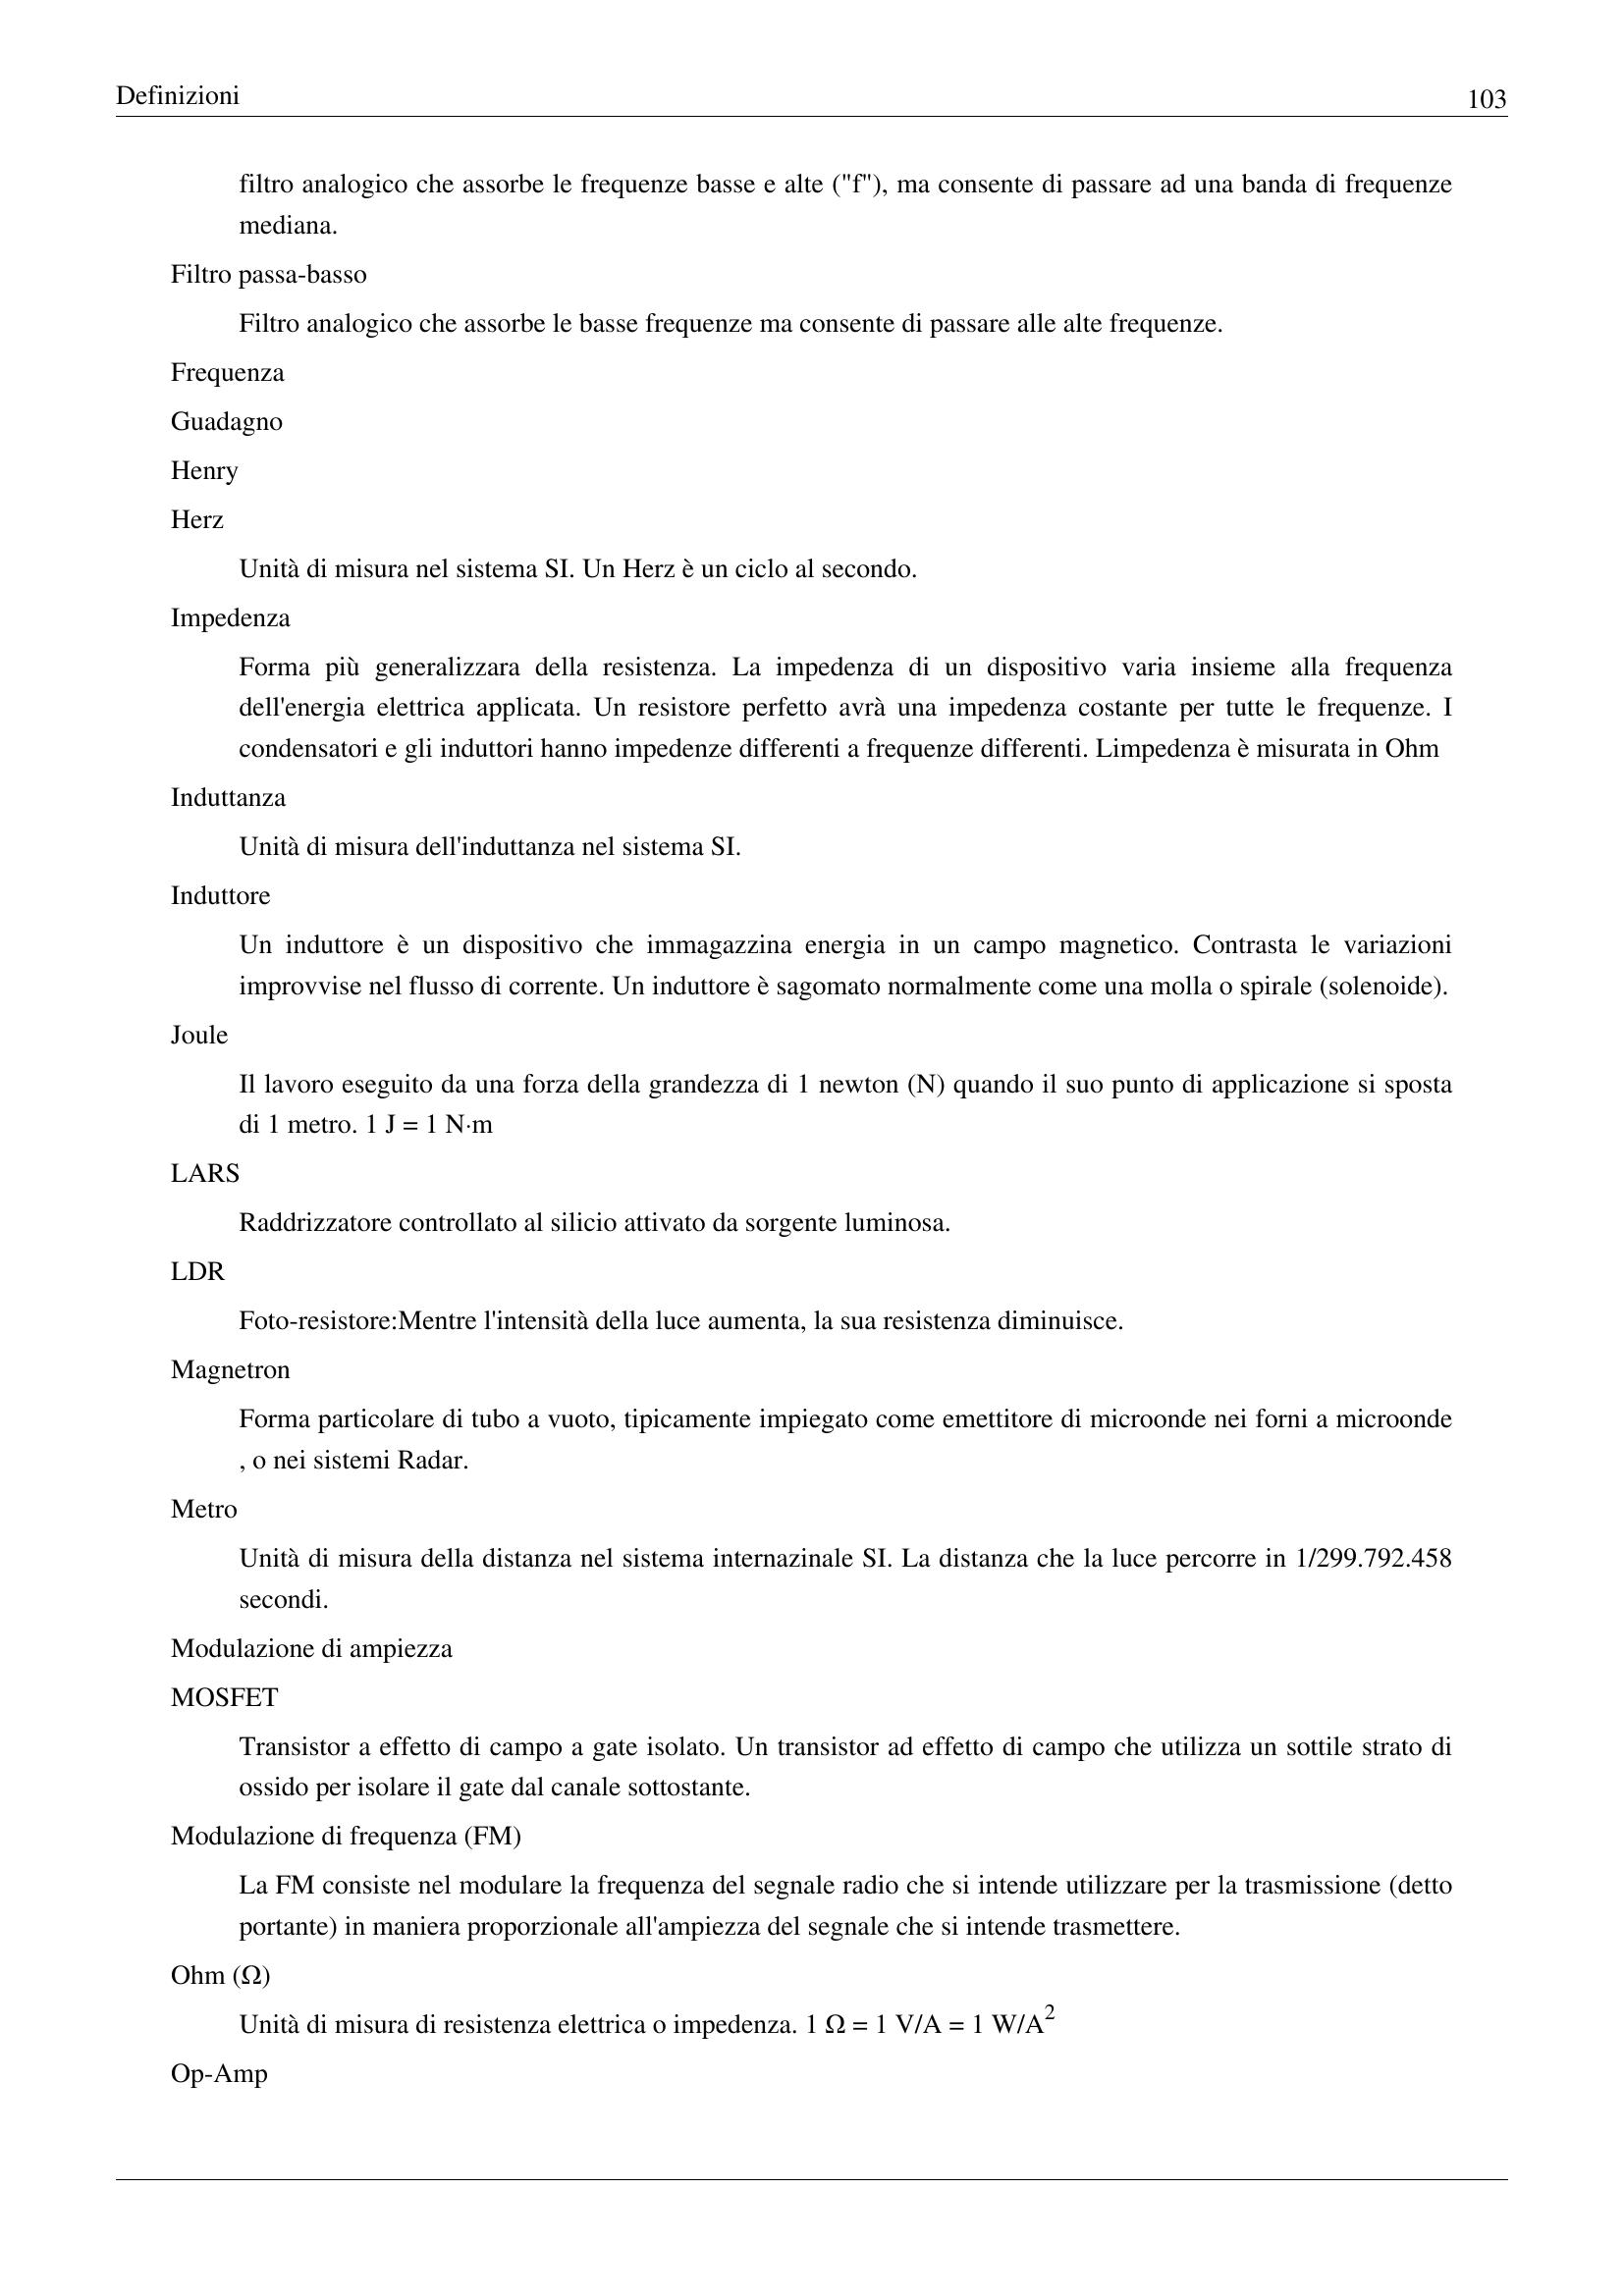 Definizioni
103
filtro analogico che assorbe le frequenze basse e alte ("f"), ma consente di passare ad una banda di frequenze
mediana.
Filtro passa-basso
Filtro analogico che assorbe le basse frequenze ma consente di passare alle alte frequenze.
Frequenza
Guadagno
Henry
Herz
Unità di misura nel sistema SI. Un Herz è un ciclo al secondo.
Impedenza
Forma più generalizzara della resistenza. La impedenza di un dispositivo varia insieme alla frequenza
dell'energia elettrica applicata. Un resistore perfetto avrà una impedenza costante per tutte le frequenze. I
condensatori e gli induttori hanno impedenze differenti a frequenze differenti. Limpedenza è misurata in Ohm
Induttanza
Unità di misura dell'induttanza nel sistema SI.
Induttore
Un induttore è un dispositivo che immagazzina energia in un campo magnetico. Contrasta le variazioni
improvvise nel flusso di corrente. Un induttore è sagomato normalmente come una molla o spirale (solenoide).
Joule
Il lavoro eseguito da una forza della grandezza di 1 newton (N) quando il suo punto di applicazione si sposta
di 1 metro. 1 J = 1 N·m
LARS
Raddrizzatore controllato al silicio attivato da sorgente luminosa.
LDR
Foto-resistore:Mentre l'intensità della luce aumenta, la sua resistenza diminuisce.
Magnetron
Forma particolare di tubo a vuoto, tipicamente impiegato come emettitore di microonde nei forni a microonde
, o nei sistemi Radar.
Metro
Unità di misura della distanza nel sistema internazinale SI. La distanza che la luce percorre in 1/299.792.458
secondi.
Modulazione di ampiezza
MOSFET
Transistor a effetto di campo a gate isolato. Un transistor ad effetto di campo che utilizza un sottile strato di
ossido per isolare il gate dal canale sottostante.
Modulazione di frequenza (FM)
La FM consiste nel modulare la frequenza del segnale radio che si intende utilizzare per la trasmissione (detto
portante) in maniera proporzionale all'ampiezza del segnale che si intende trasmettere.
Ohm (Ω)
Unità di misura di resistenza elettrica o impedenza. 1 Ω = 1 V/A = 1 W/A²
Op-Amp